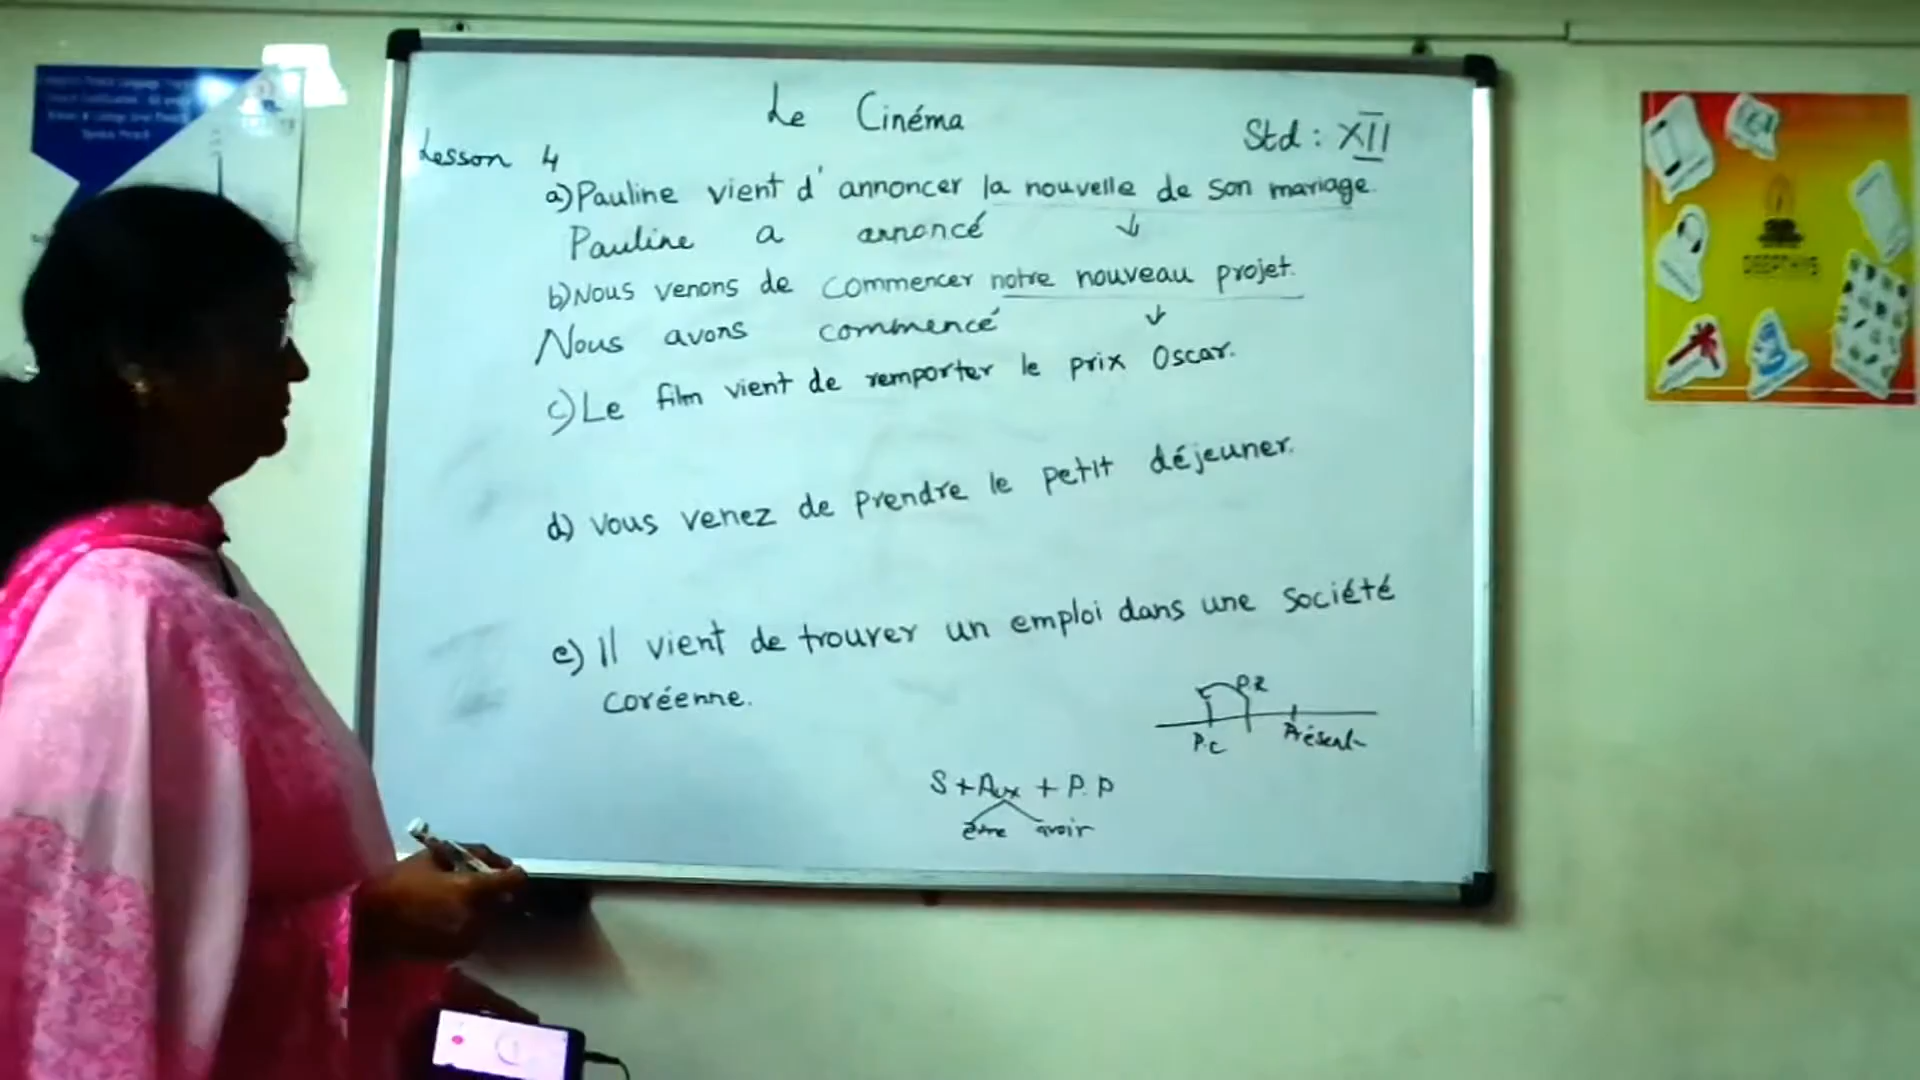 Le Cinéma
Std : XII
Lesson 4
a) Pauline vient d'annoncer la nouvelle de son mariage.
Pauline a annoncé ↓
b) Nous venons de commencer notre nouveau projet.
Nous avons commencé ↓
c) Le film vient de remporter le prix Oscar.
d) Vous venez de prendre le petit déjeuner.
e) Il vient de trouver un emploi dans une société
coréenne.
P.R
P.C Présent
S + Aux + P.P
être avoir